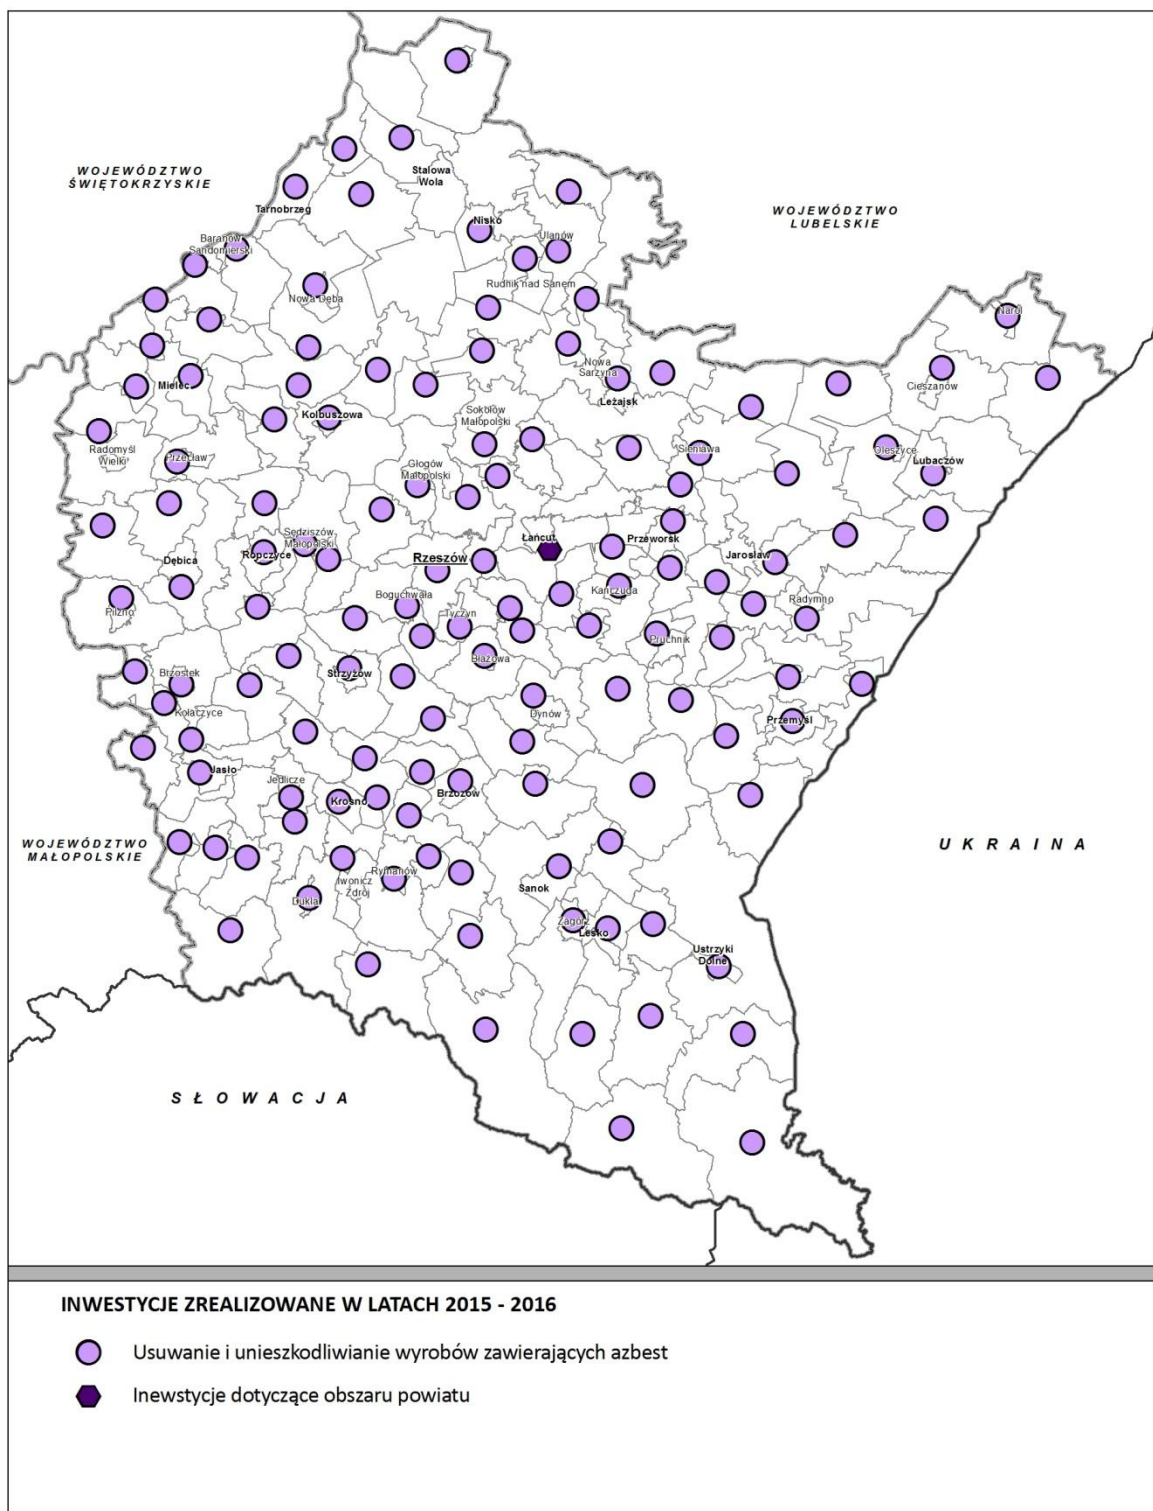 WOJEWÓDZTWO
ŚWIĘTOKRZYSKIE
Stalowa
Wola
Tarnobrzeg
WOJEWÓDZTWO
LUBELSKIE
Nisko
Baranów
Sandomierski
Ulanów
Rudnik nad Sanem
Nowa Dęba
Narol
Nowa
Sarzyna
Cieszanów
Mielec
Leżajsk
Kolbuszowa
Sokołów
Małopolski
Radomyśl
Wielki
Przecław
Sieniawa
Oleszyce
Lubaczów
Głogów
Małopolski
Sędziszów
Małopolski
Ropczyce
Łańcut
Przeworsk
Jarosław
Dębica
Rzeszów
Pilzno
Boguchwała
Kańczuga
Radymno
Tyczyn
Pruchnik
Błażowa
Brzostek
Strzyżów
Kołaczyce
Dynów
Przemyśl
Jasło
Jedlicze
Krosno
Brzozów
WOJEWÓDZTWO
MAŁOPOLSKIE
UKRAINA
Rymanów
Iwonicz
Zdrój
Dukla
Sanok
Zagórz
Lesko
Ustrzyki
Dolne
SŁOWACJA
INWESTYCJE ZREALIZOWANE W LATACH 2015 - 2016
Usuwanie i unieszkodliwianie wyrobów zawierających azbest
Inewstycje dotyczące obszaru powiatu